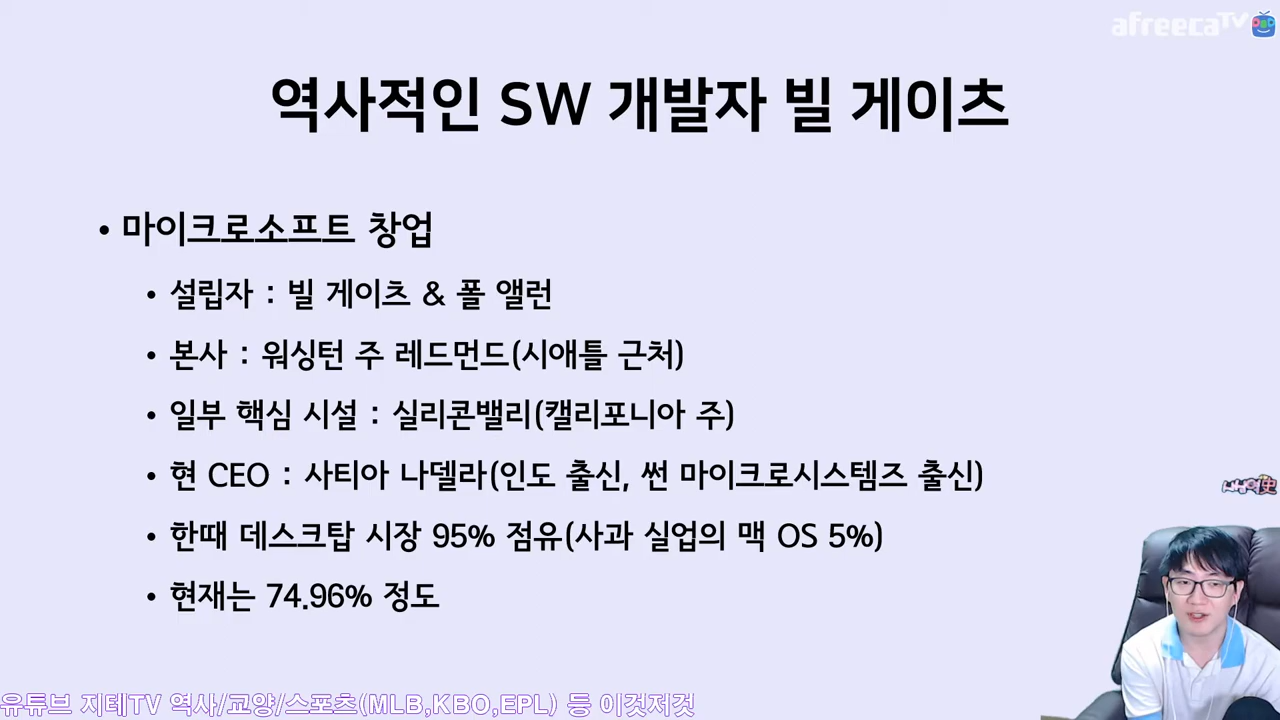 afreecaTV
역사적인 SW 개발자 빌 게이츠
• 마이크로소프트 창업
• 설립자 : 빌 게이츠 & 폴 앨런
• 본사 : 워싱턴 주 레드먼드(시애틀 근처)
• 일부 핵심 시설 : 실리콘밸리(캘리포니아 주)
• 현 CEO : 사티아 나델라(인도 출신, 썬 마이크로시스템즈 출신)
• 한때 데스크탑 시장 95% 점유(사과 실업의 맥 OS 5%)
• 현재는 74.96% 정도
유튜브 지테TV 역사/교양/스포츠(MLB,KBO,EPL) 등 이것저것